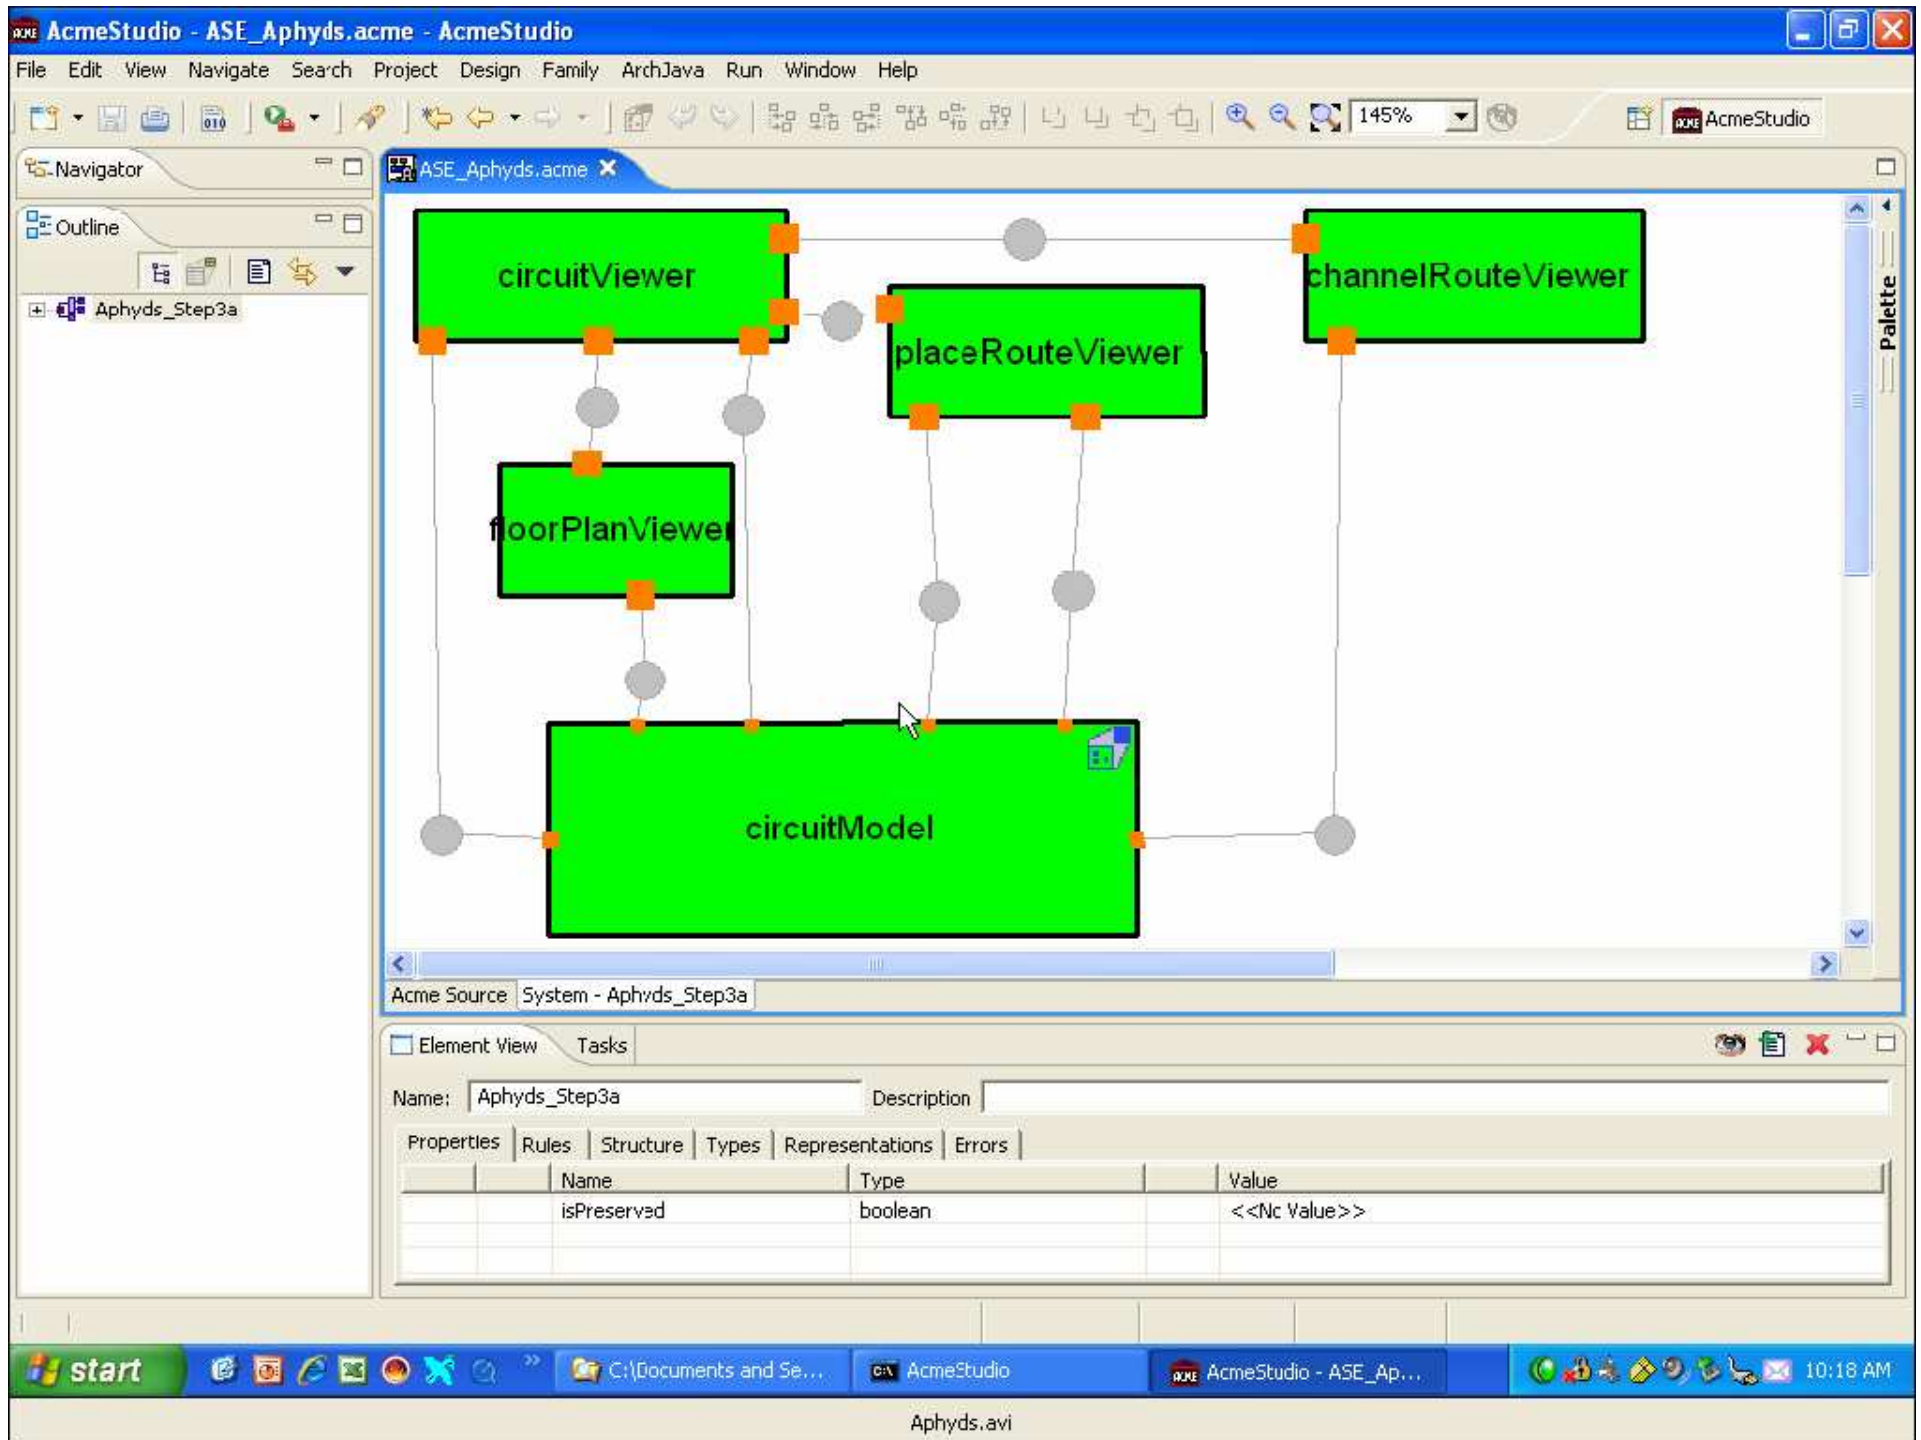 AcmeStudio - ASE_Aphyds.acme - AcmeStudio
File Edit View Navigate Search Project Design Family ArchJava Run Window Help
010
145%
ACME AcmeStudio
Navigator
ASE_Aphyds.acme
Outline
Aphyds_Step3a
Palette
circuitViewer
channelRouteViewer
placeRouteViewer
floorPlanViewer
circuitModel
Acme Source System - Aphyds_Step3a
Element View Tasks
Name: Aphyds_Step3a Description
Properties Rules Structure Types Representations Errors
Name Type Value
isPreserved boolean <<No Value>>
start » C:\Documents and Se... AcmeStudio AcmeStudio - ASE_Ap... 10:18 AM
Aphyds.avi